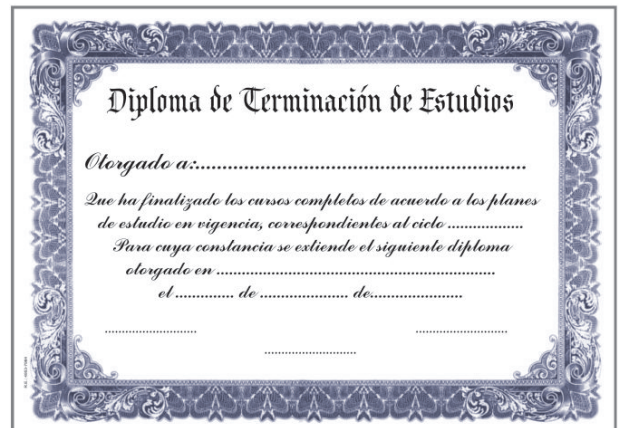 Diploma de Terminación de Estudios
Otorgado a:......................................................
Que ha finalizado los cursos completos de acuerdo a los planes
de estudio en vigencia, correspondientes al ciclo ..................
Para cuya constancia se extiende el siguiente diploma
otorgado en ................................................................
el .............. de ..................... de......................